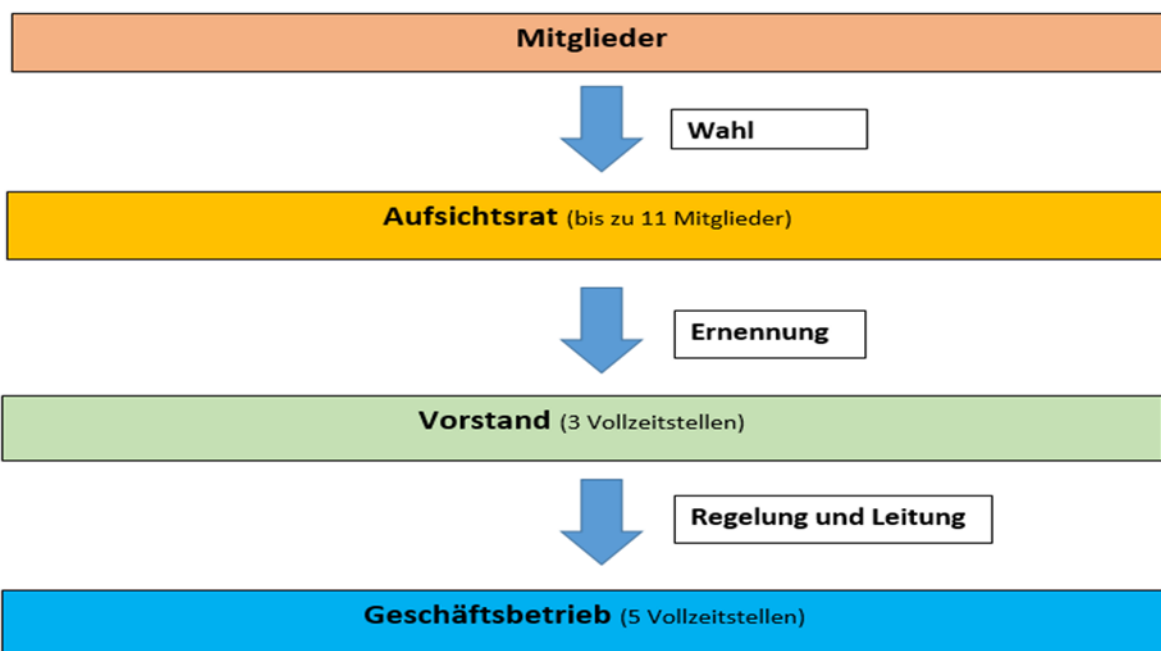 Mitglieder
Wahl
Aufsichtsrat (bis zu 11 Mitglieder)
Ernennung
Vorstand (3 Vollzeitstellen)
Regelung und Leitung
Geschäftsbetrieb (5 Vollzeitstellen)